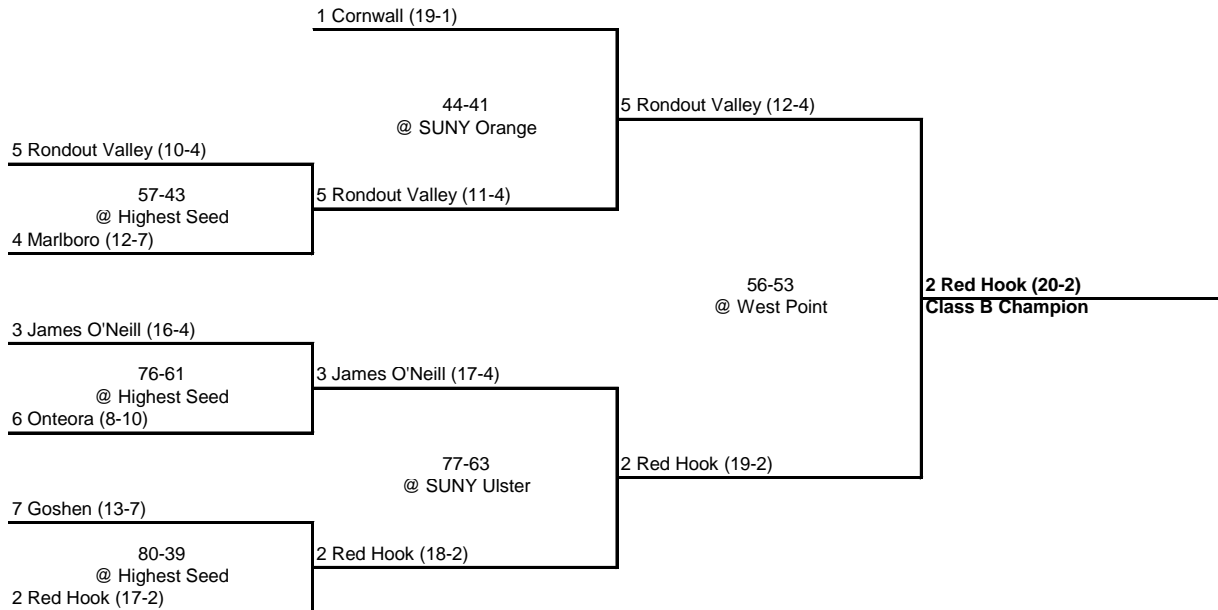 1 Cornwall (19-1)
44-41
@ SUNY Orange
5 Rondout Valley (12-4)
5 Rondout Valley (10-4)
57-43
@ Highest Seed
5 Rondout Valley (11-4)
4 Marlboro (12-7)
56-53
@ West Point
2 Red Hook (20-2)
Class B Champion
3 James O'Neill (16-4)
76-61
@ Highest Seed
3 James O'Neill (17-4)
6 Onteora (8-10)
77-63
@ SUNY Ulster
2 Red Hook (19-2)
7 Goshen (13-7)
80-39
@ Highest Seed
2 Red Hook (18-2)
2 Red Hook (17-2)